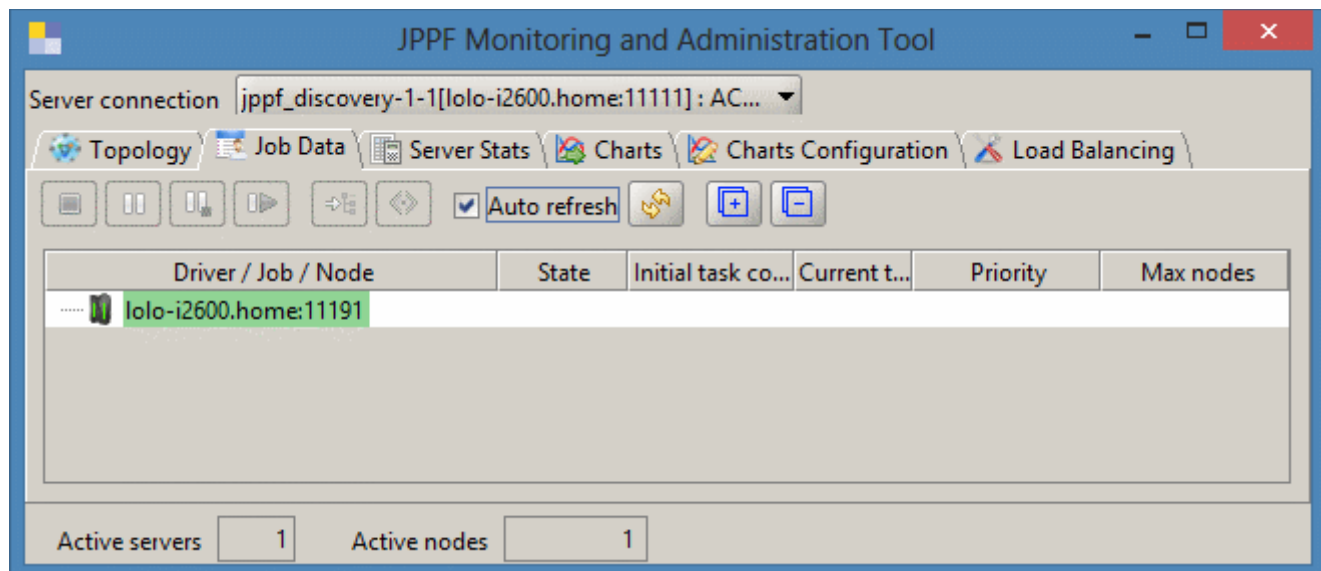 JPPF Monitoring and Administration Tool
Server connection jppf_discovery-1-1[lolo-i2600.home:11111] : AC...
Topology Job Data Server Stats Charts Charts Configuration Load Balancing
Auto refresh
Driver / Job / Node State Initial task co... Current t... Priority Max nodes
lolo-i2600.home:11191
Active servers 1 Active nodes 1